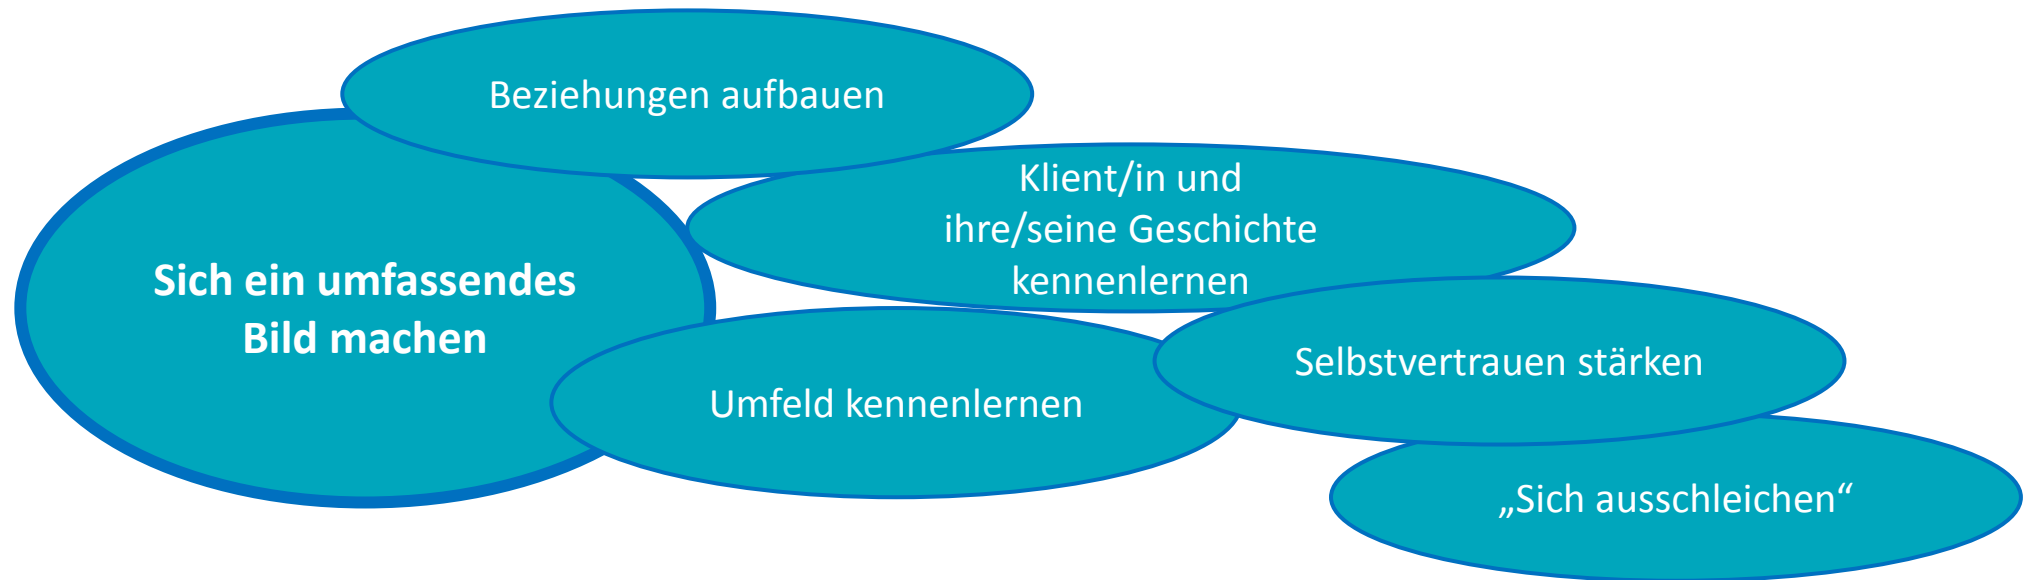 Beziehungen aufbauen
Klient/in und
ihre/seine Geschichte
kennenlernen
Sich ein umfassendes
Bild machen
Selbstvertrauen stärken
Umfeld kennenlernen
„Sich ausschleichen“